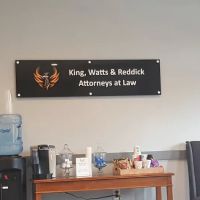 King, Watts & Reddick
Attorneys at Law